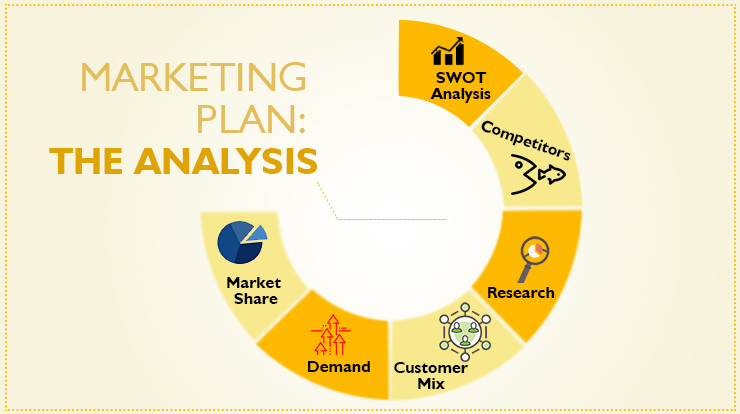 MARKETING
PLAN:
THE ANALYSIS
SWOT
Analysis
Competitors
Research
Customer
Mix
Demand
Market
Share